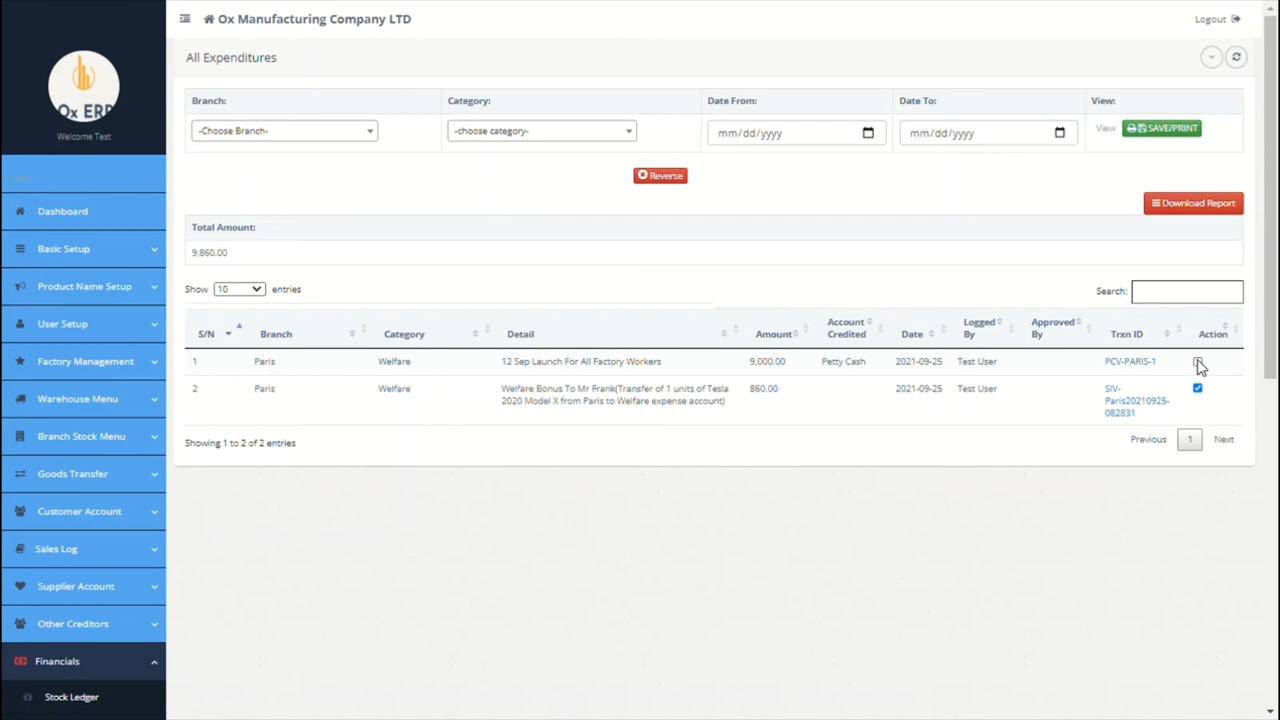 Ox Manufacturing Company LTD
Logout
All Expenditures
Ox ERP
Welcome Test
Branch:
Category:
Date From:
Date To:
View:
-Choose Branch-
-choose category-
mm/dd/yyyy
mm/dd/yyyy
View
SAVE/PRINT
Reverse
Download Report
Total Amount:
9,860.00
Show 10 entries
Search:
S/N Branch Category Detail Amount Account Credited Date Logged By Approved By Trxn ID Action
1 Paris Welfare 12 Sep Launch For All Factory Workers 9,000.00 Petty Cash 2021-09-25 Test User PCV-PARIS-1
2 Paris Welfare Welfare Bonus To Mr Frank(Transfer of 1 units of Tesla 860.00 2021-09-25 Test User SIV-
2020 Model X from Paris to Welfare expense account) Paris20210925-
082831
Showing 1 to 2 of 2 entries
Previous 1 Next
Dashboard
Basic Setup
Product Name Setup
User Setup
Factory Management
Warehouse Menu
Branch Stock Menu
Goods Transfer
Customer Account
Sales Log
Supplier Account
Other Creditors
Financials
Stock Ledger